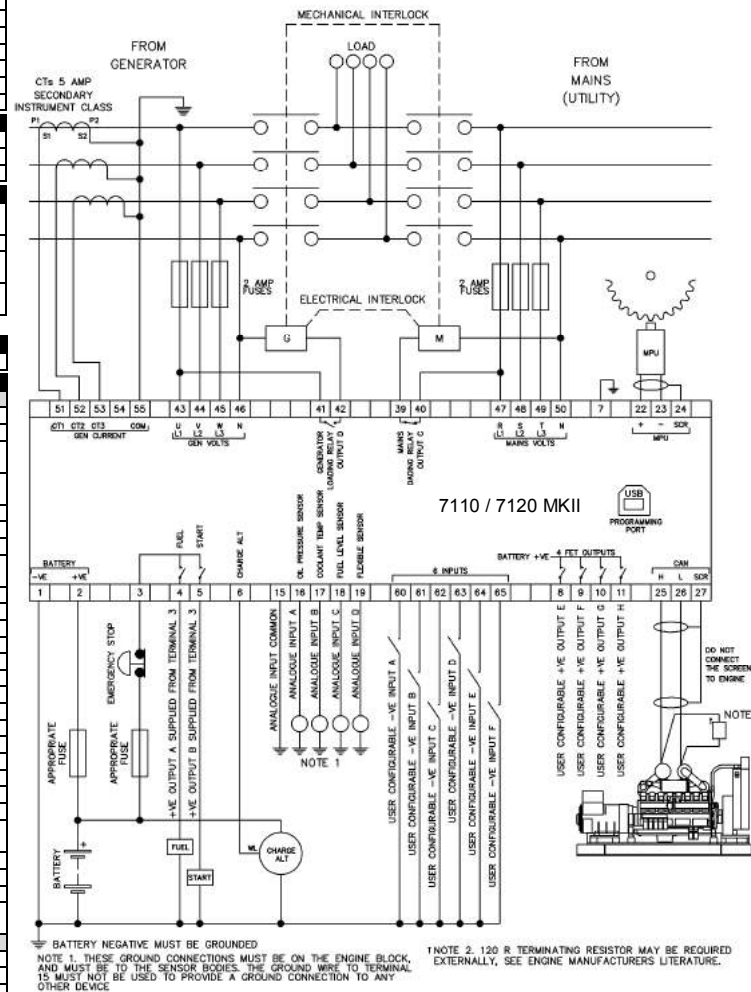 MECHANICAL INTERLOCK
FROM
GENERATOR
LOAD
FROM
MAINS
(UTILITY)
CTs 5 AMP
SECONDARY
INSTRUMENT CLASS
P1
P2
S1
S2
2 AMP
FUSES
2 AMP
FUSES
ELECTRICAL INTERLOCK
G
M
MPU
51 52 53 54 55 43 44 45 46 41 42 39 40 47 48 49 50 7 22 23 24
CT1 CT2 CT3 COM
GEN CURRENT
U V W N
L1 L2 L3
GEN VOLTS
GENERATOR
LOADING RELAY
OUTPUT D
MAINS
OADING RELAY
OUTPUT C
R S T N
L1 L2 L3
MAINS VOLTS
+ - SCR
MPU
7110 / 7120 MKII
USB
PROGRAMMING
PORT
BATTERY
-VE +VE
FUEL
START
CHARGE ALT
OIL PRESSURE SENSOR
COOLANT TEMP SENSOR
FUEL LEVEL SENSOR
FLEXIBLE SENSOR
6 INPUTS
BATTERY +VE
4 FET OUTPUTS
CAN
H L SCR
1 2 3 4 5 6 15 16 17 18 19 60 61 62 63 64 65 8 9 10 11 25 26 27
APPROPRIATE
FUSE
EMERGENCY STOP
APPROPRIATE
FUSE
+VE OUTPUT A SUPPLIED FROM TERMINAL 3
+VE OUTPUT B SUPPLIED FROM TERMINAL 3
ANALOGUE INPUT COMMON
ANALOGUE INPUT A
ANALOGUE INPUT B
ANALOGUE INPUT C
ANALOGUE INPUT D
NOTE 1
USER CONFIGURABLE -VE INPUT A
USER CONFIGURABLE -VE INPUT B
USER CONFIGURABLE -VE INPUT C
USER CONFIGURABLE -VE INPUT D
USER CONFIGURABLE -VE INPUT E
USER CONFIGURABLE -VE INPUT F
USER CONFIGURABLE +VE OUTPUT E
USER CONFIGURABLE +VE OUTPUT F
USER CONFIGURABLE +VE OUTPUT G
USER CONFIGURABLE +VE OUTPUT H
DO NOT
CONNECT
THE SCREEN
TO ENGINE
NOTE
BATTERY
+
FUEL
START
WL
CHARGE
ALT
BATTERY NEGATIVE MUST BE GROUNDED
NOTE 1. THESE GROUND CONNECTIONS MUST BE ON THE ENGINE BLOCK,
AND MUST BE TO THE SENSOR BODIES. THE GROUND WIRE TO TERMINAL
15 MUST NOT BE USED TO PROVIDE A GROUND CONNECTION TO ANY
OTHER DEVICE
NOTE 2. 120 R TERMINATING RESISTOR MAY BE REQUIRED
EXTERNALLY, SEE ENGINE MANUFACTURERS LITERATURE.